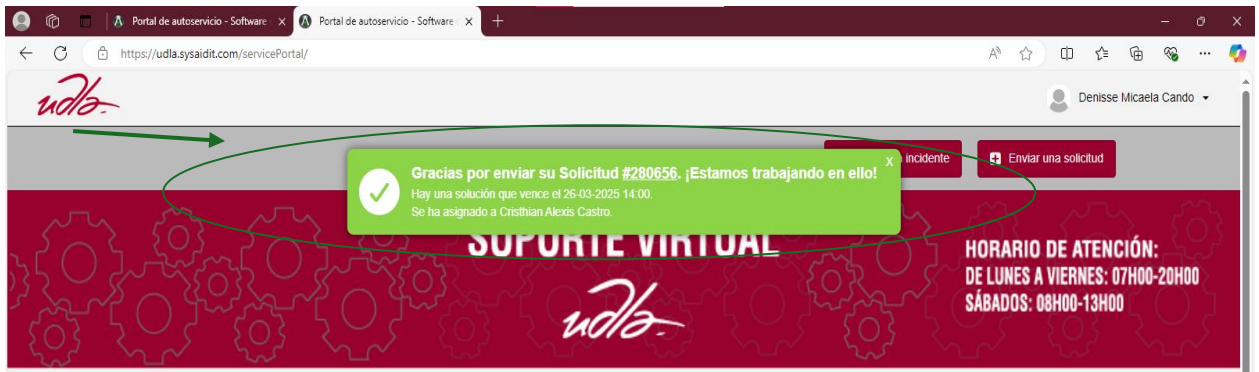 Portal de autoservicio - Software
Portal de autoservicio - Software
https://udla.sysaidit.com/servicePortal/
udla-
Denisse Micaela Cando
incidente
Enviar una solicitud
Gracias por enviar su Solicitud #280656. ¡Estamos trabajando en ello!
X
Hay una solución que vence el 26-03-2025 14:00.
Se ha asignado a Cristhian Alexis Castro.
SOPORTE VIRTUAL
udla-
HORARIO DE ATENCIÓN:
DE LUNES A VIERNES: 07H00-20H00
SÁBADOS: 08H00-13H00